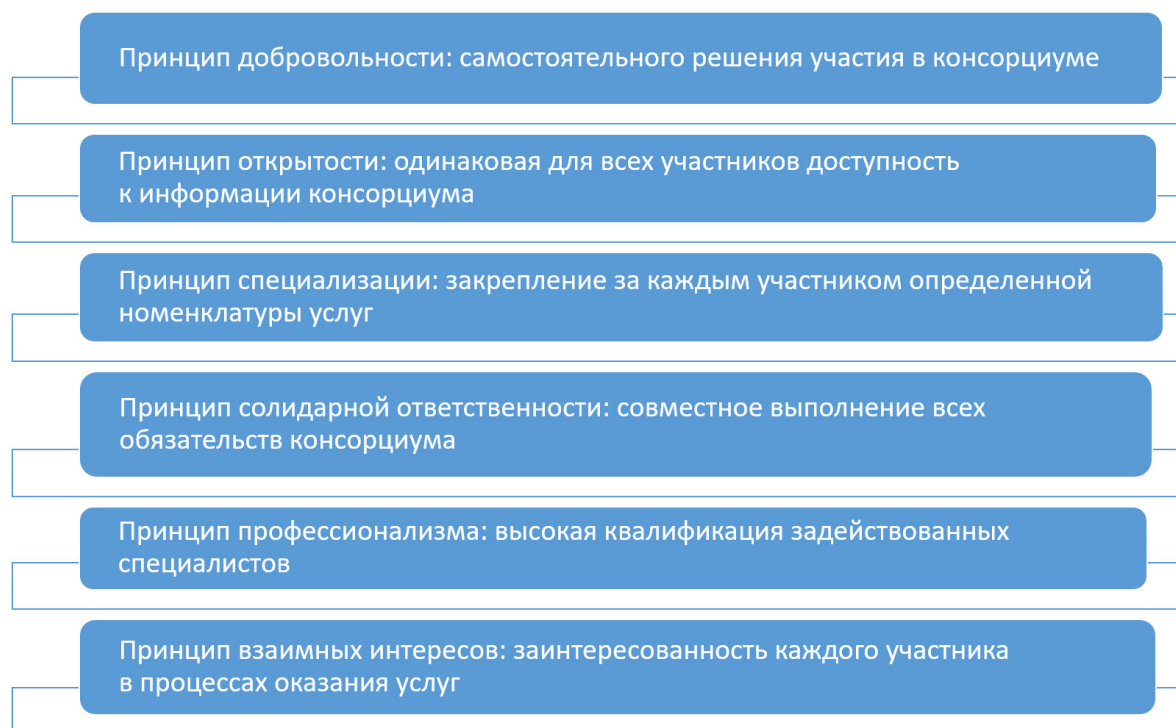 Принцип добровольности: самостоятельного решения участия в консорциуме
Принцип открытости: одинаковая для всех участников доступность
к информации консорциума
Принцип специализации: закрепление за каждым участником определенной
номенклатуры услуг
Принцип солидарной ответственности: совместное выполнение всех
обязательств консорциума
Принцип профессионализма: высокая квалификация задействованных
специалистов
Принцип взаимных интересов: заинтересованность каждого участника
в процессах оказания услуг